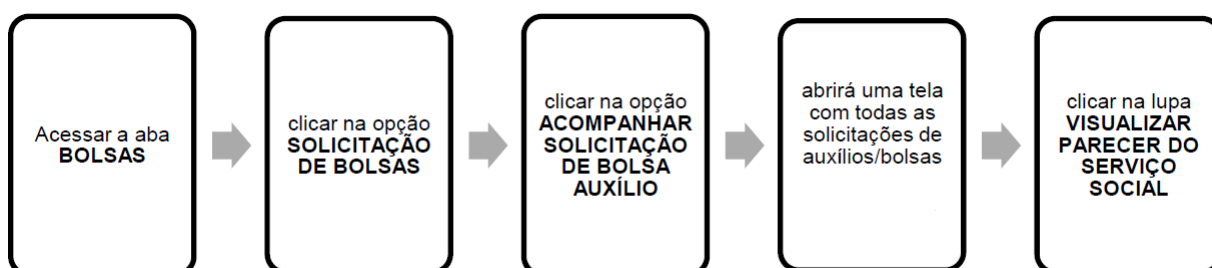 Acessar a aba
BOLSAS
clicar na opção
SOLICITAÇÃO
DE BOLSAS
clicar na opção
ACOMPANHAR
SOLICITAÇÃO
DE BOLSA
AUXÍLIO
abrirá uma tela
com todas as
solicitações de
auxílios/bolsas
clicar na lupa
VISUALIZAR
PARECER DO
SERVIÇO
SOCIAL